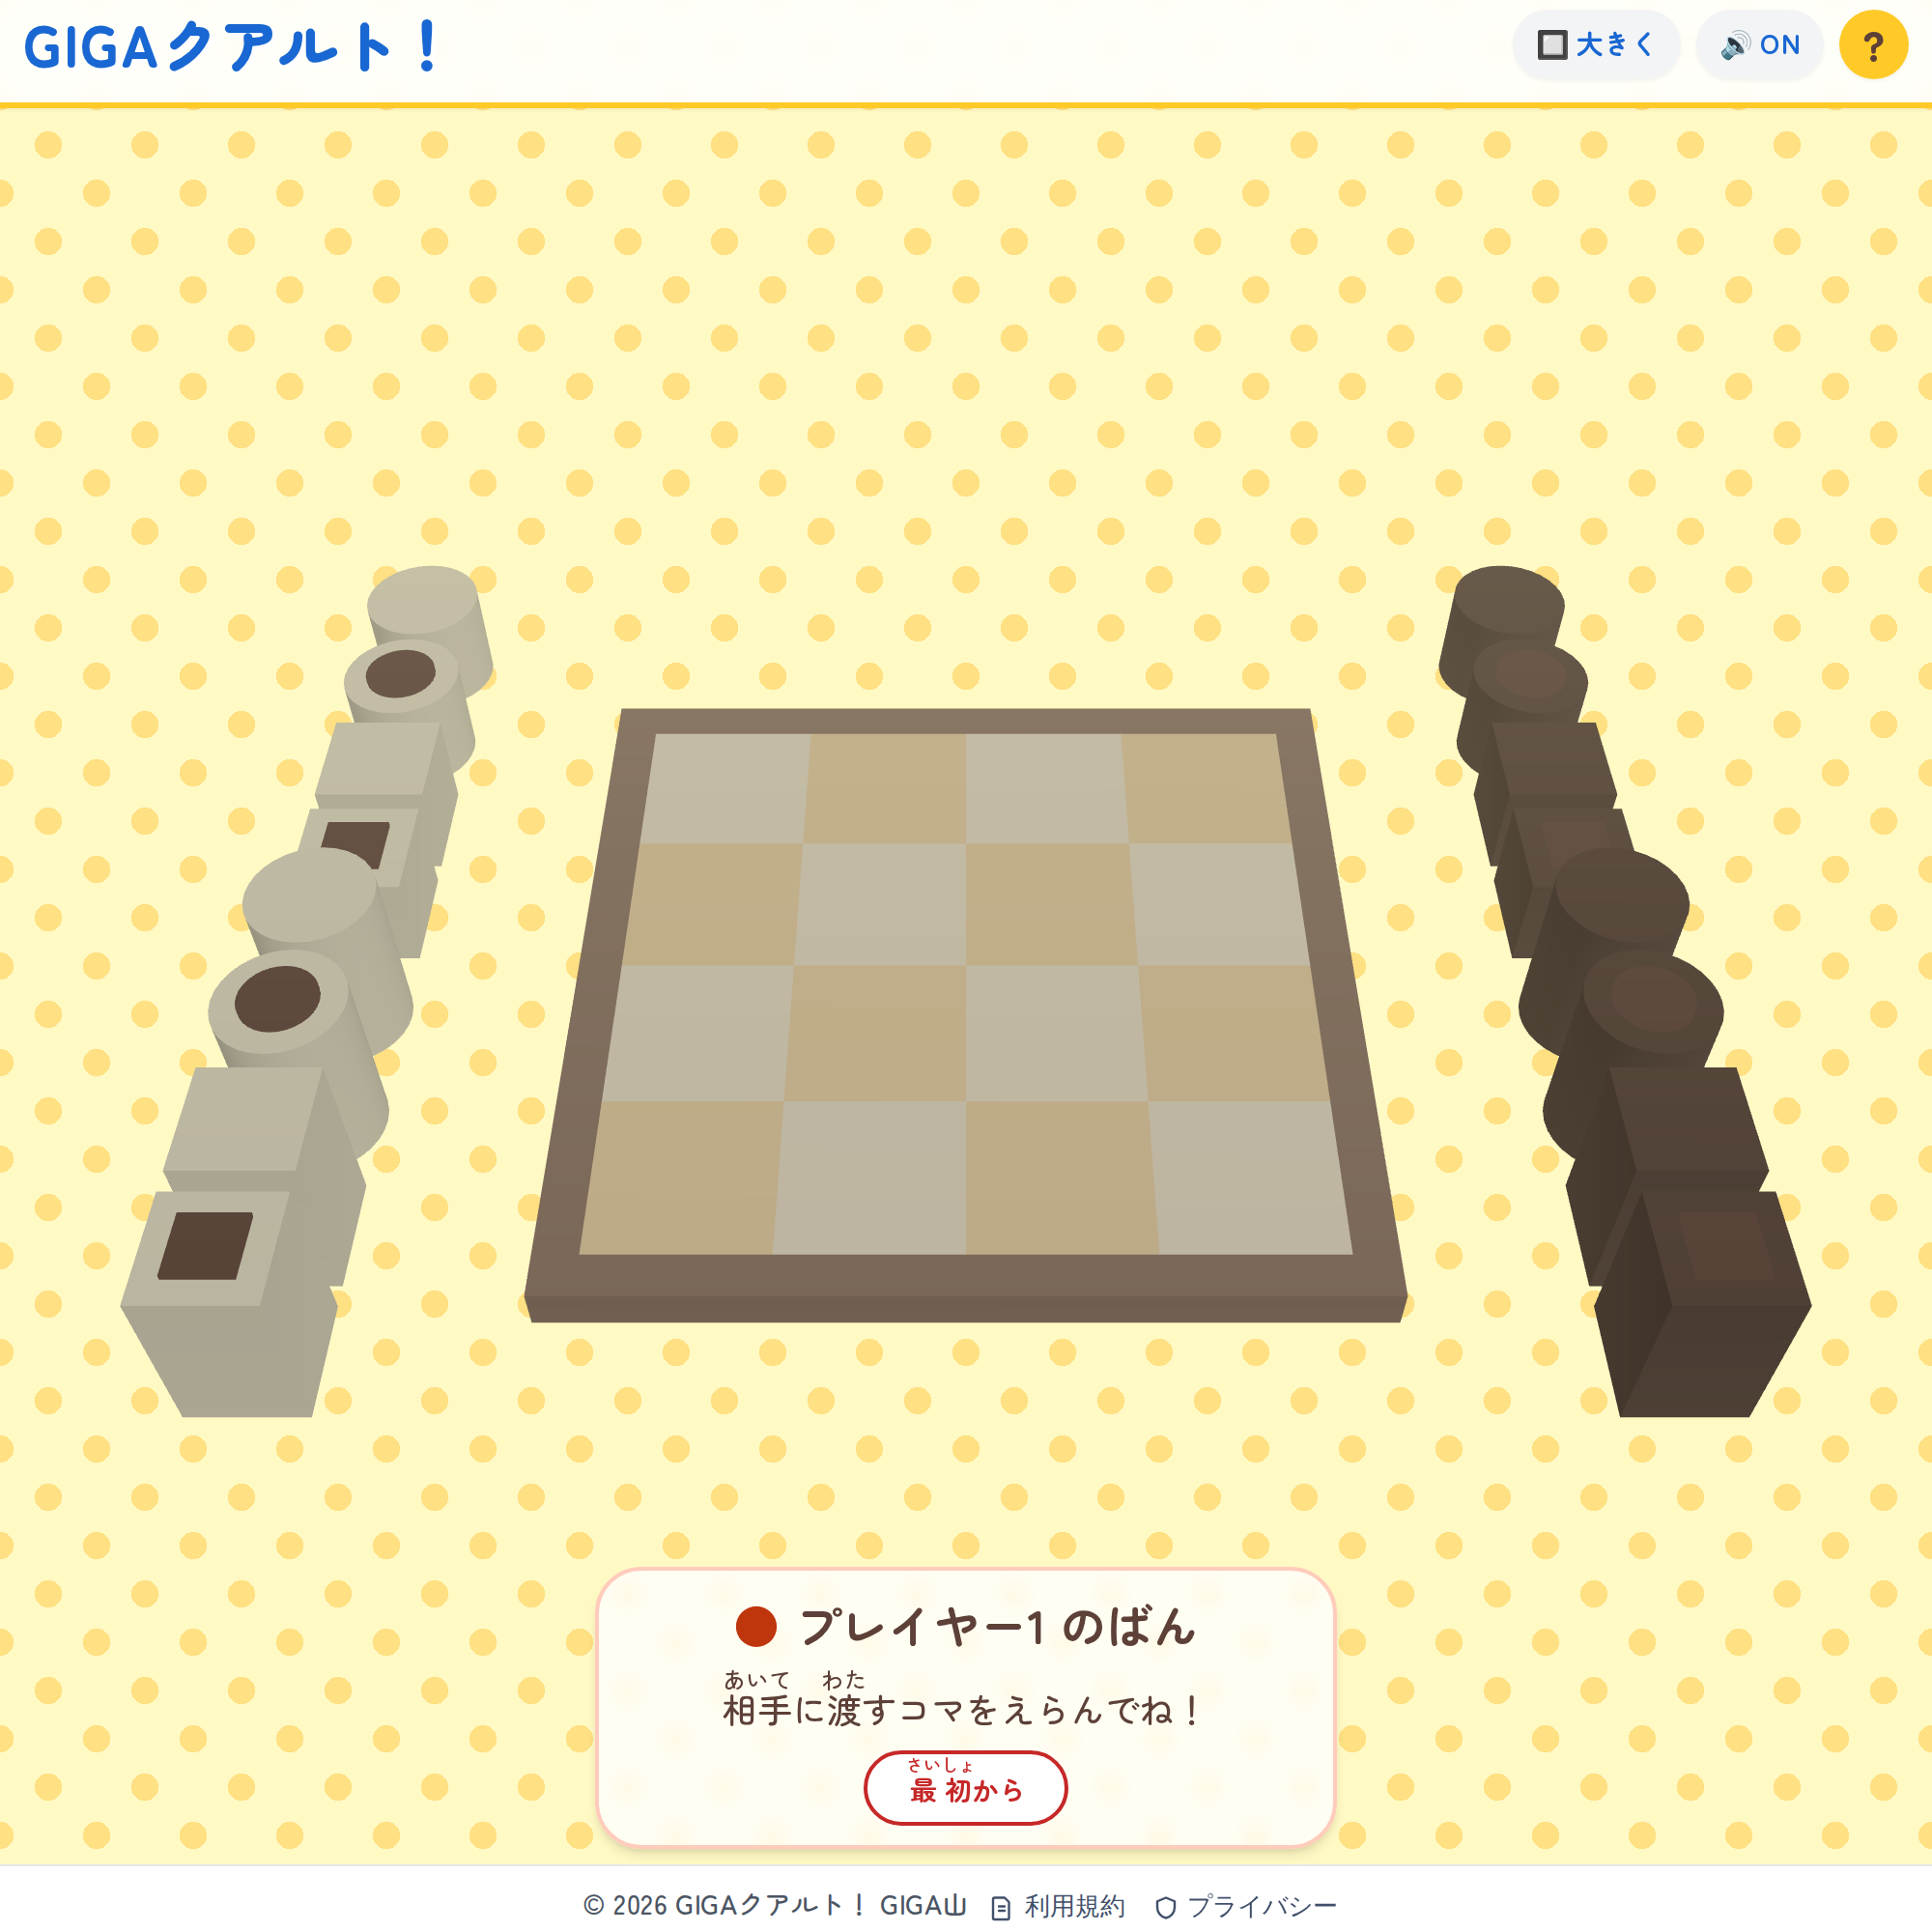 GIGAクアルト！
大きく
ON
?
プレイヤー1 のばん
あいて わた
相手に渡すコマをえらんでね！
さいしょ
最初から
© 2026 GIGAクアルト！ GIGA山 利用規約 プライバシー